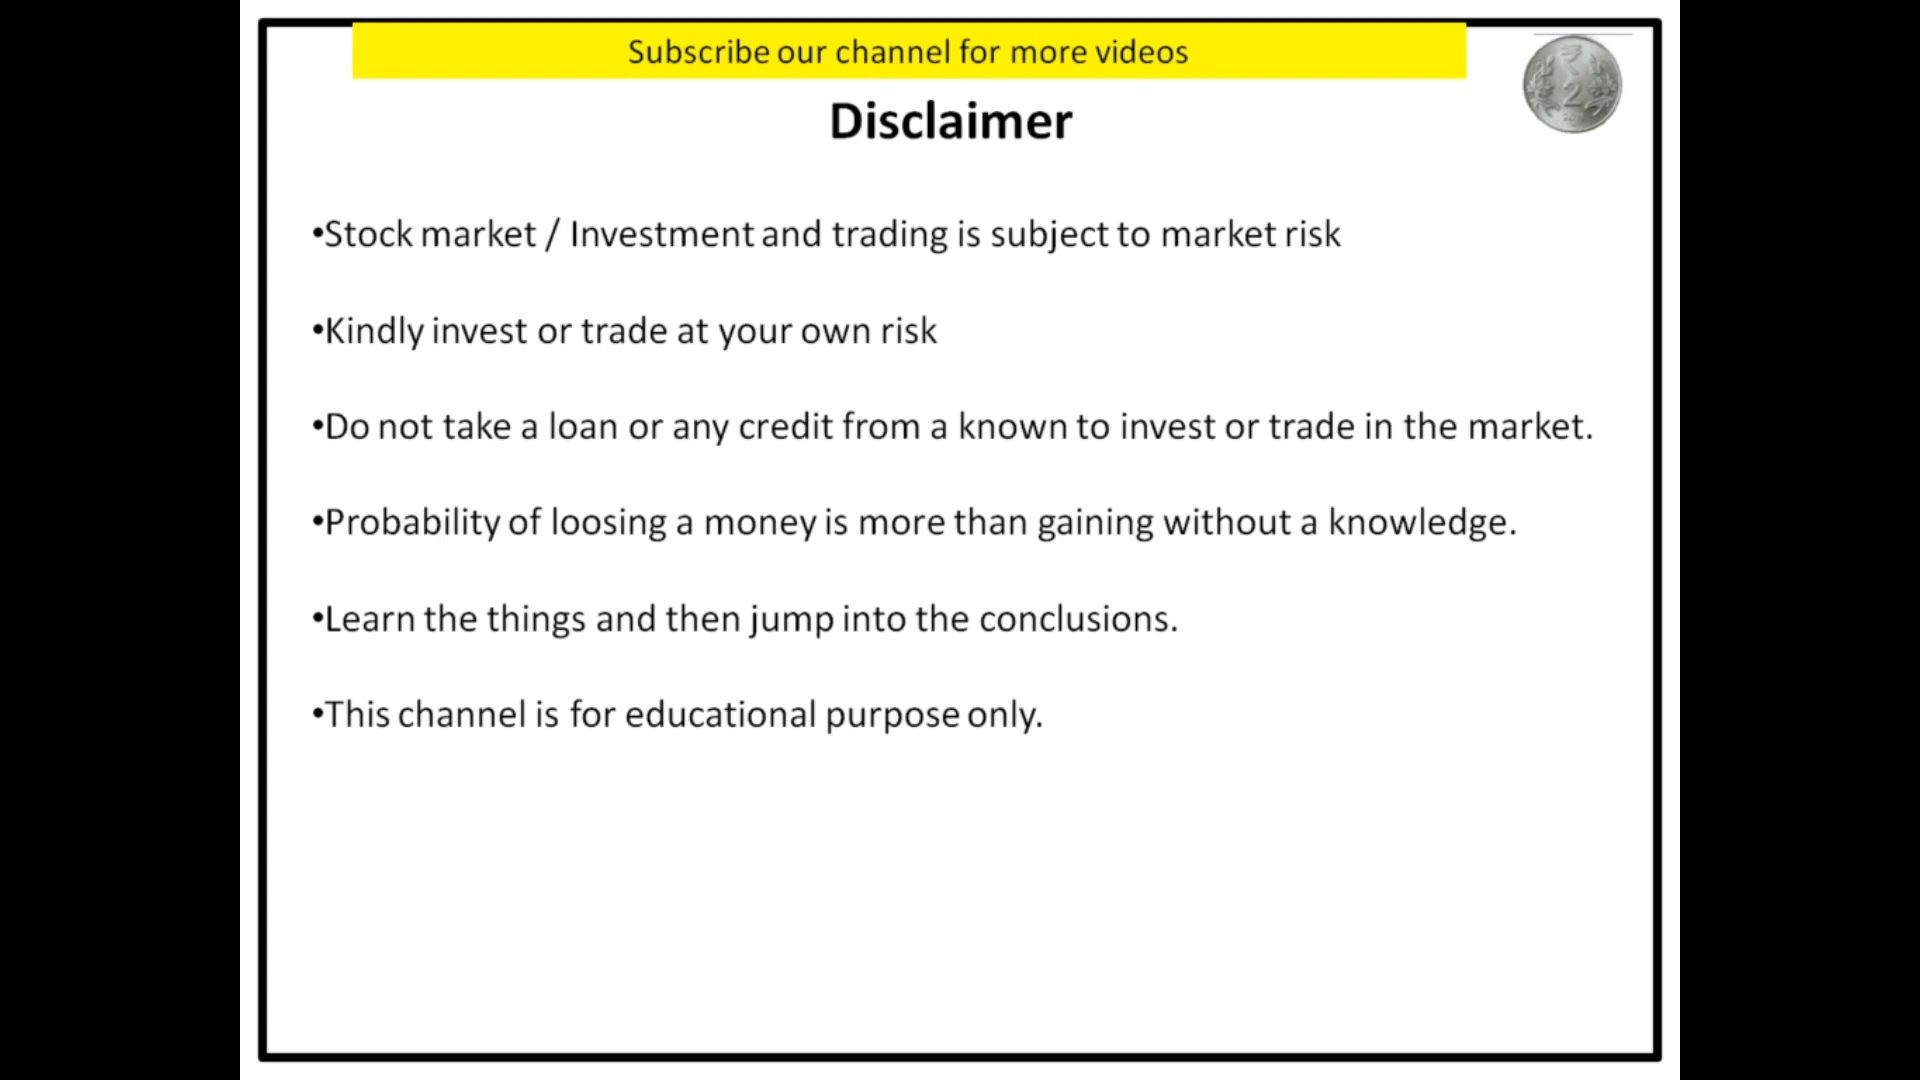 Subscribe our channel for more videos
Disclaimer
•Stock market / Investment and trading is subject to market risk
•Kindly invest or trade at your own risk
•Do not take a loan or any credit from a known to invest or trade in the market.
•Probability of loosing a money is more than gaining without a knowledge.
•Learn the things and then jump into the conclusions.
•This channel is for educational purpose only.
₹
2